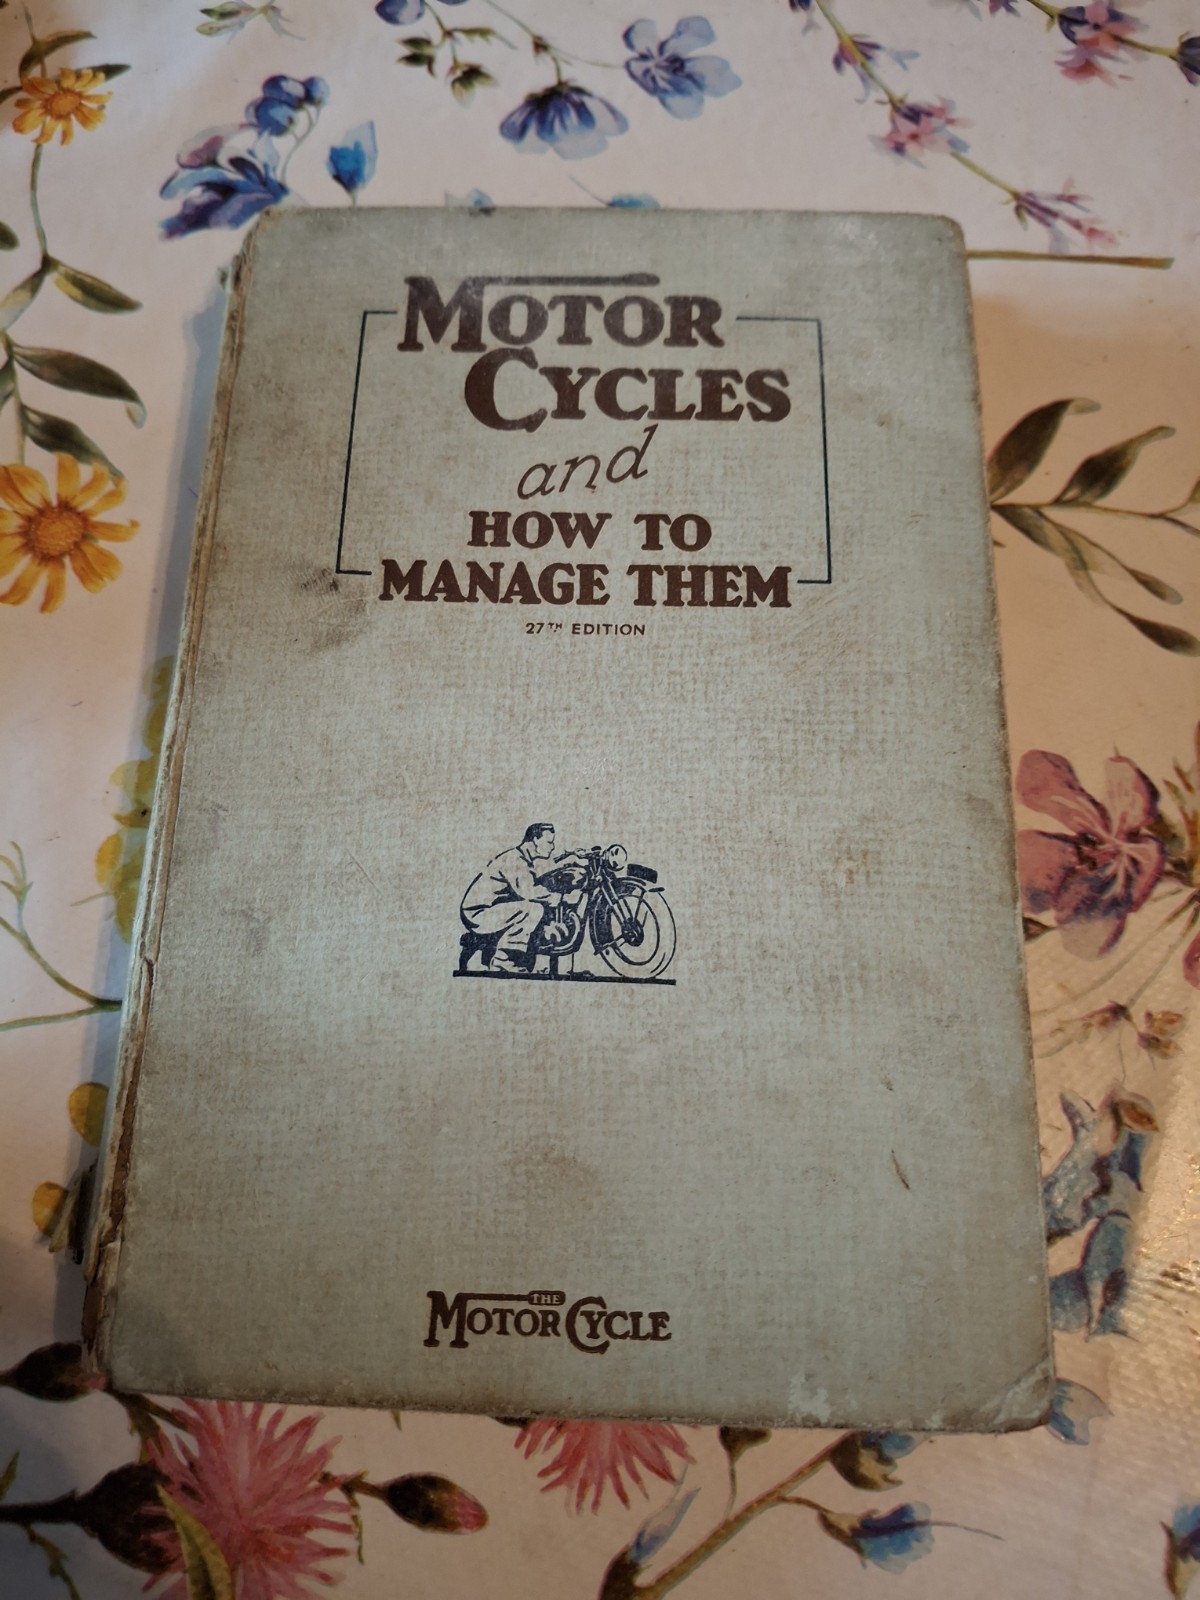 MOTOR
CYCLES
and
HOW TO
MANAGE THEM
27TH EDITION
THE
MOTOR CYCLE